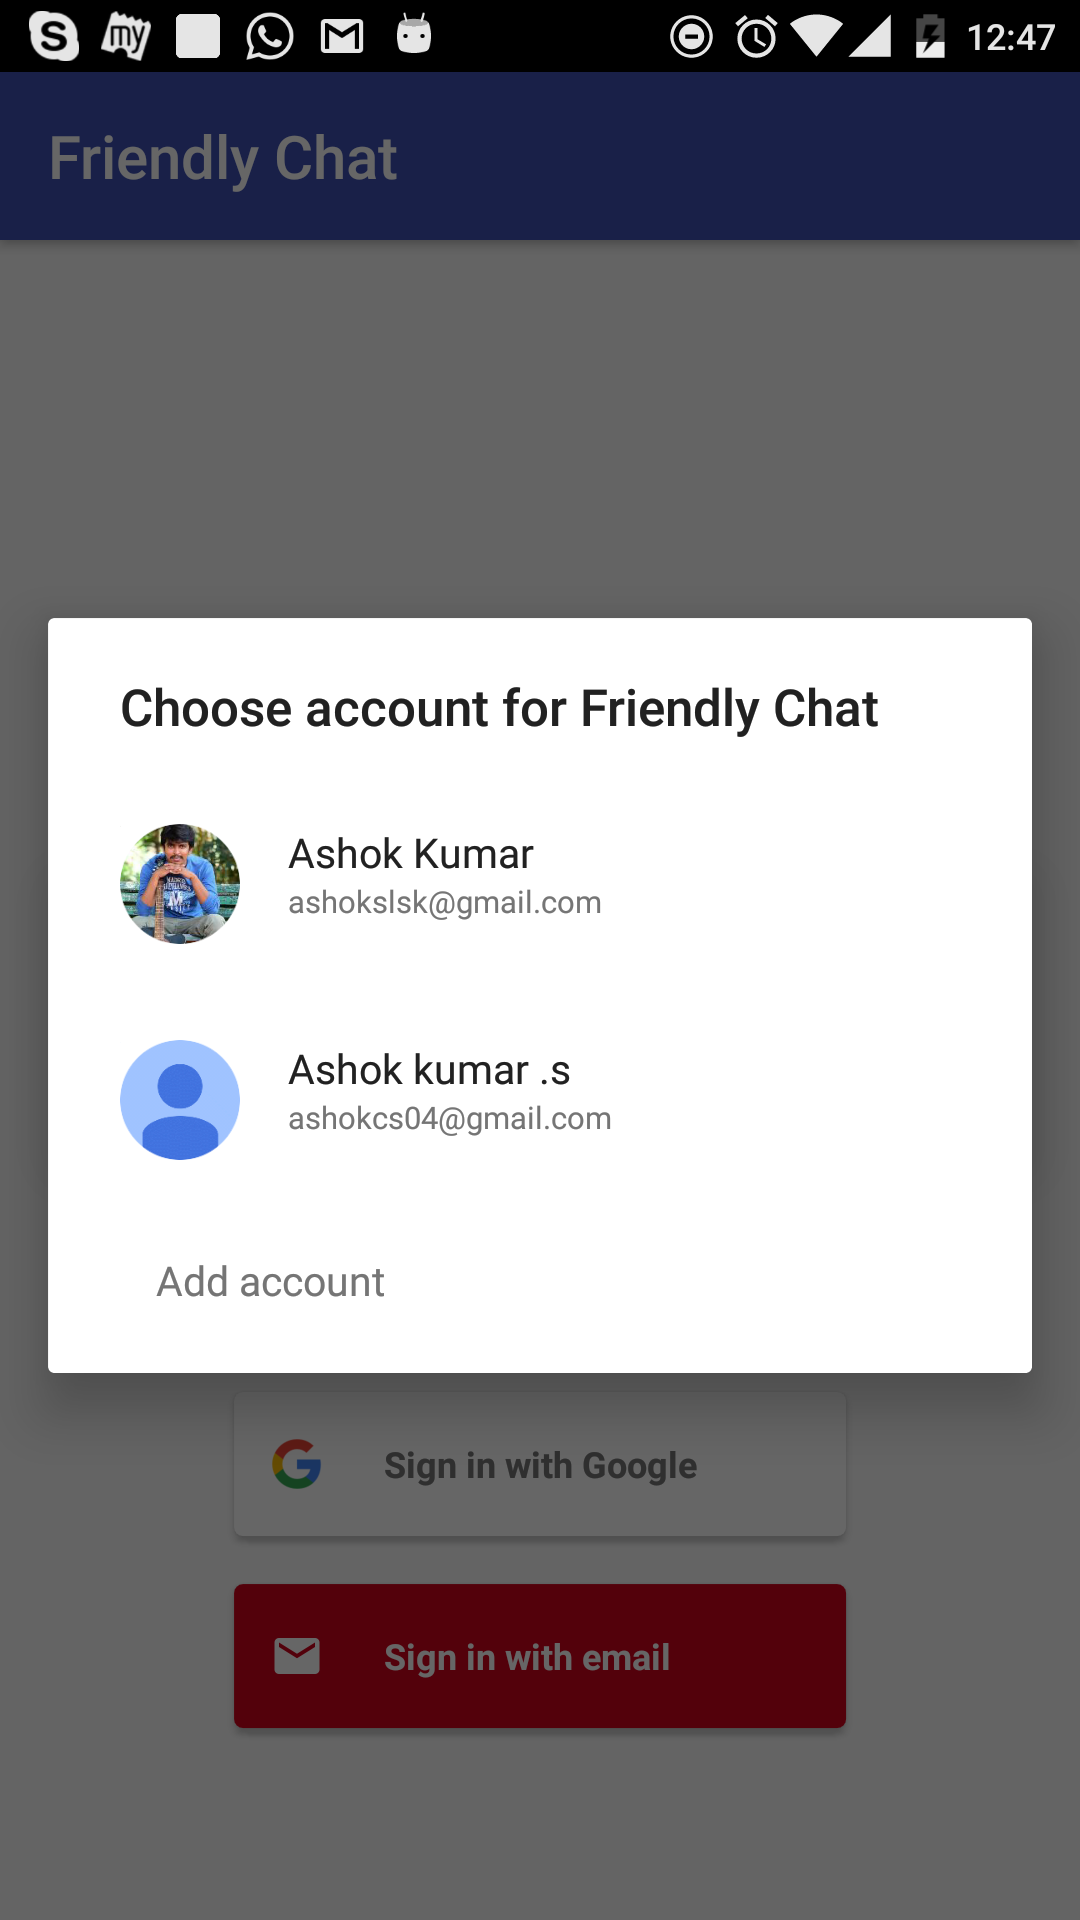 S my 12:47
Friendly Chat
Choose account for Friendly Chat
Ashok Kumar
ashokslsk@gmail.com
Ashok kumar .s
ashokcs04@gmail.com
Add account
Sign in with Google
Sign in with email